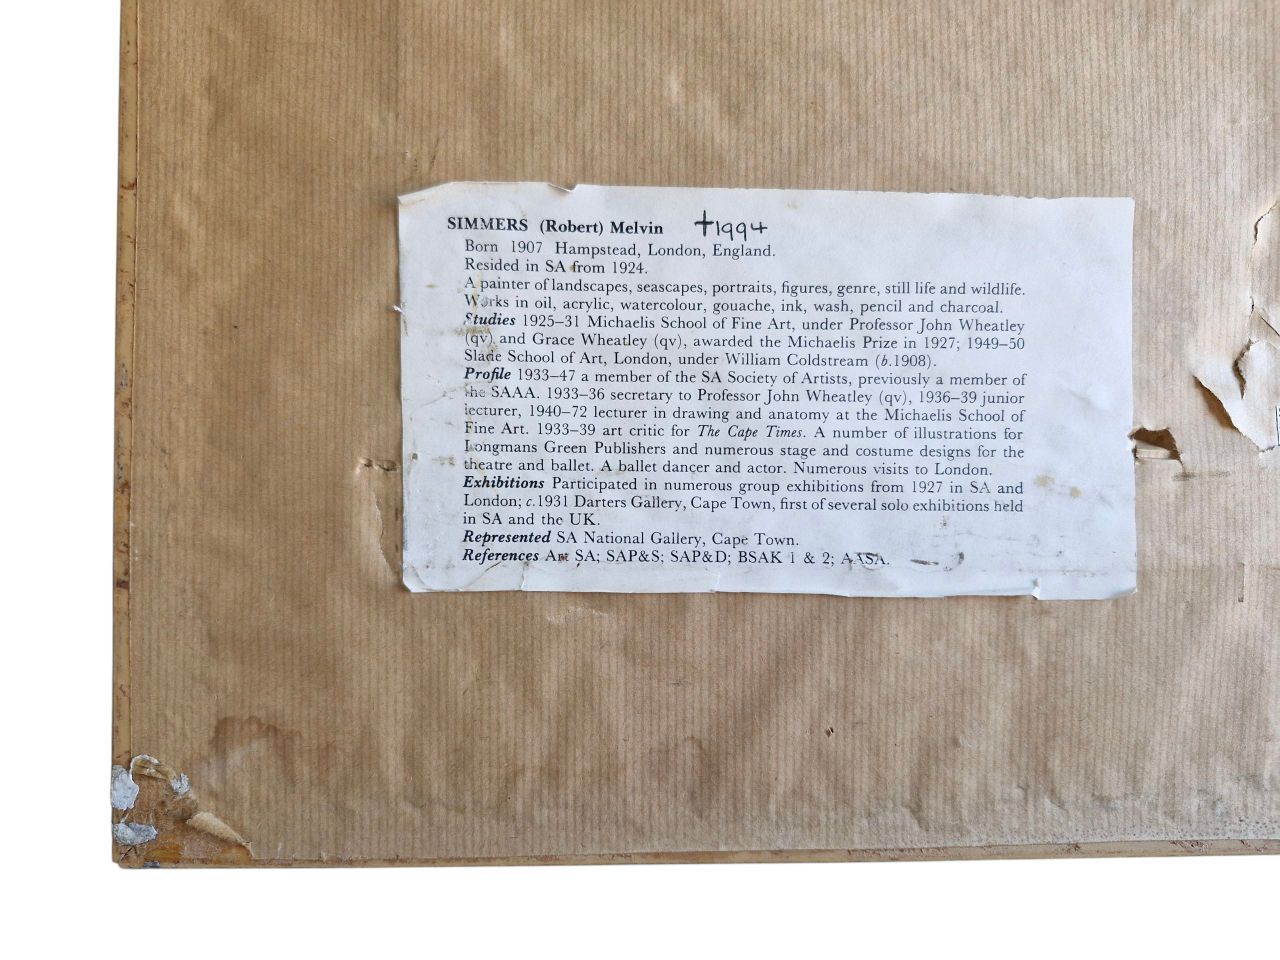 SIMMERS (Robert) Melvin †1994
Born 1907 Hampstead, London, England.
Resided in SA from 1924.
A painter of landscapes, seascapes, portraits, figures, genre, still life and wildlife.
Works in oil, acrylic, watercolour, gouache, ink, wash, pencil and charcoal.
Studies 1925–31 Michaelis School of Fine Art, under Professor John Wheatley
(qv) and Grace Wheatley (qv), awarded the Michaelis Prize in 1927; 1949–50
Slade School of Art, London, under William Coldstream (b.1908).
Profile 1933–47 a member of the SA Society of Artists, previously a member of
the SAAA. 1933–36 secretary to Professor John Wheatley (qv), 1936–39 junior
lecturer, 1940–72 lecturer in drawing and anatomy at the Michaelis School of
Fine Art. 1933–39 art critic for The Cape Times. A number of illustrations for
Longmans Green Publishers and numerous stage and costume designs for the
theatre and ballet. A ballet dancer and actor. Numerous visits to London.
Exhibitions Participated in numerous group exhibitions from 1927 in SA and
London; c.1931 Darters Gallery, Cape Town, first of several solo exhibitions held
in SA and the UK.
Represented SA National Gallery, Cape Town.
References Art SA; SAP&S; SAP&D; BSAK 1 & 2; AASA.